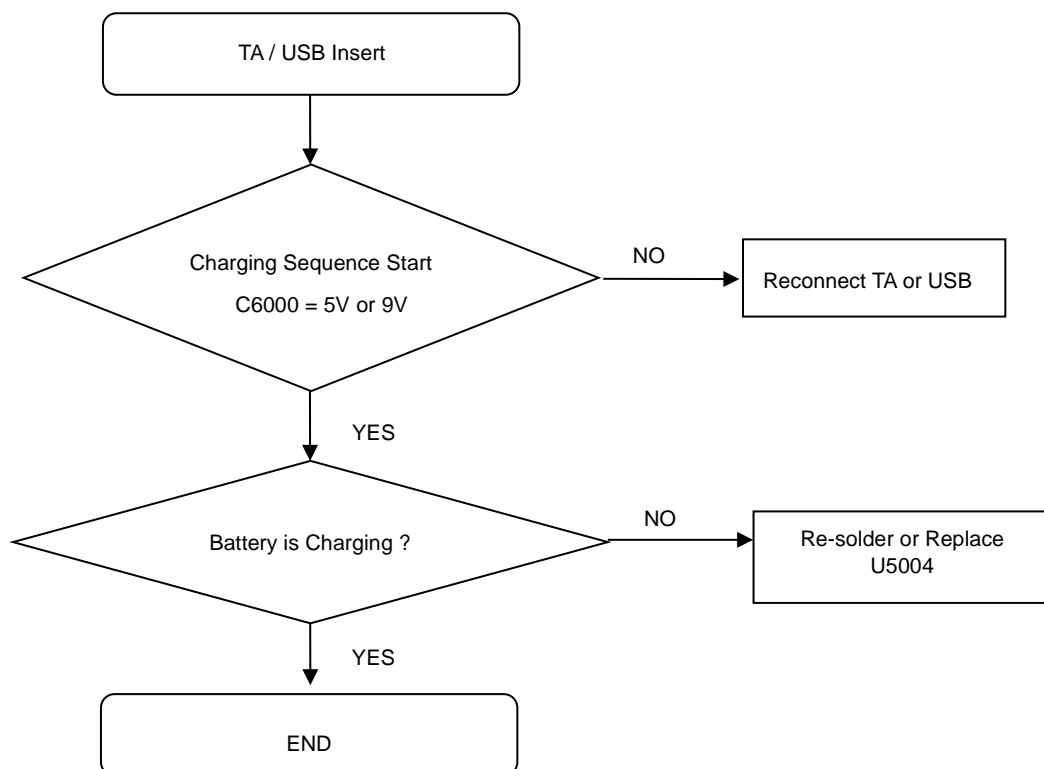 TA / USB Insert
Charging Sequence Start
C6000 = 5V or 9V
NO
Reconnect TA or USB
YES
Battery is Charging ?
NO
Re-solder or Replace
U5004
YES
END